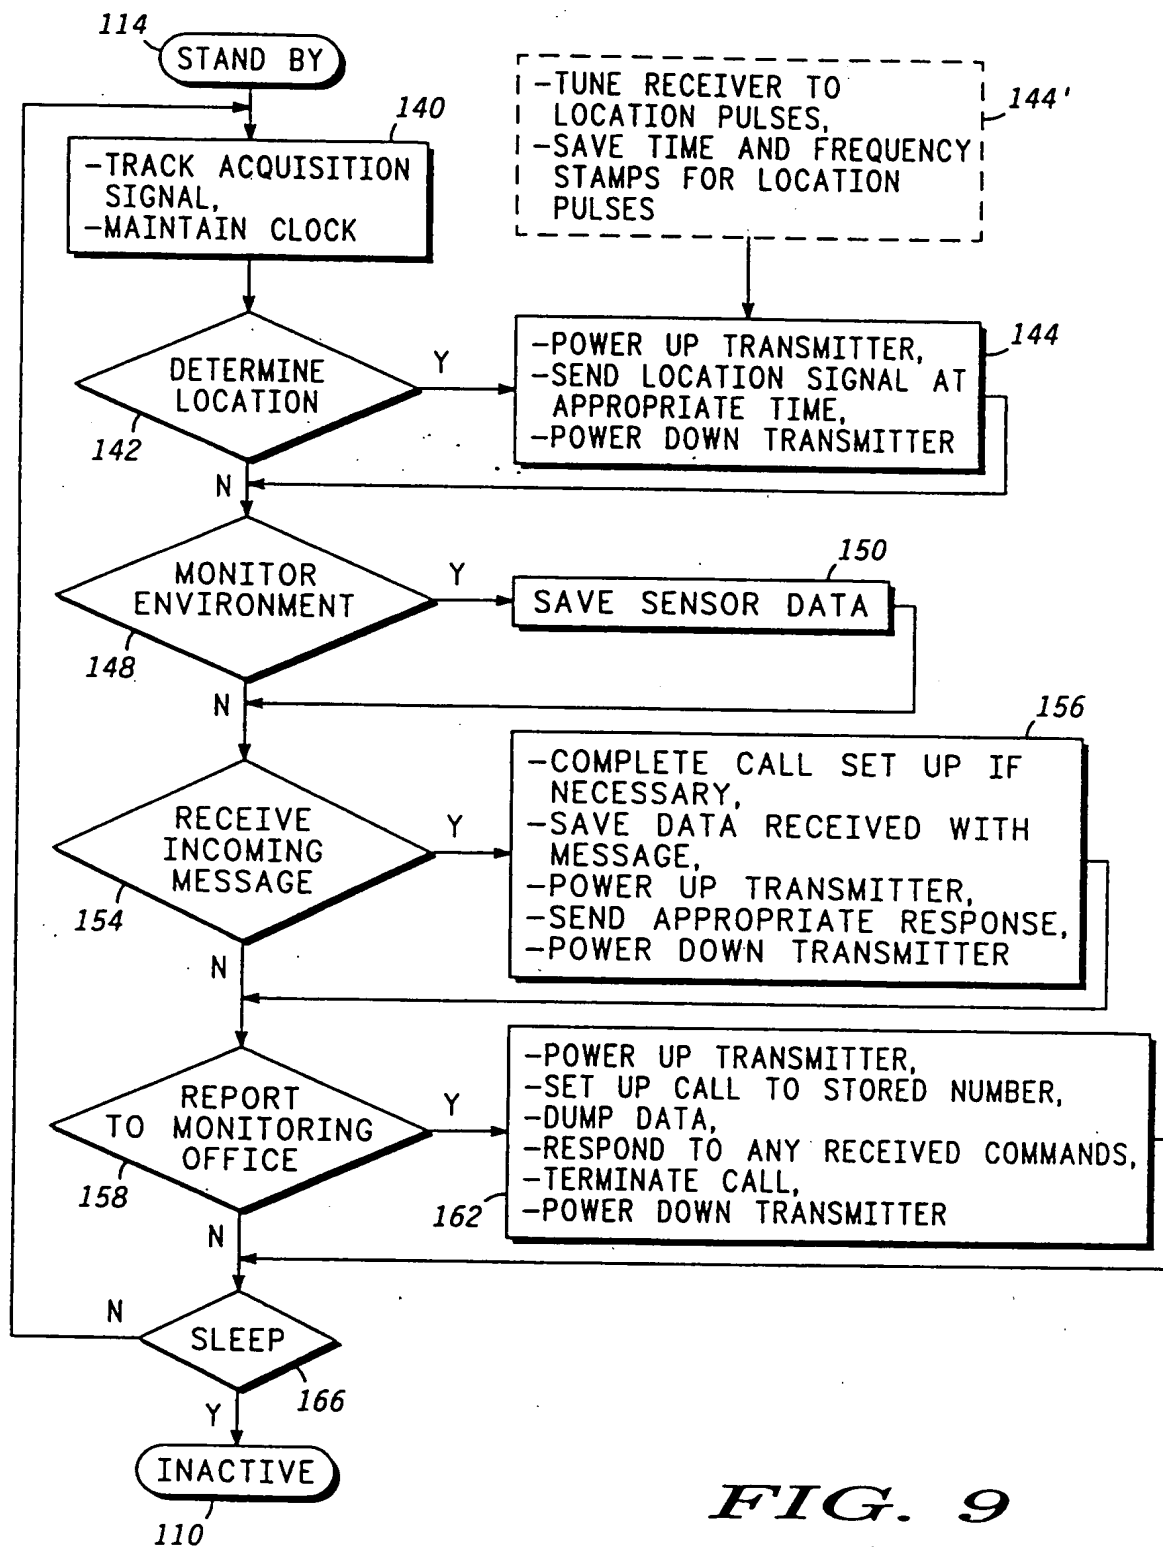 114
STAND BY
140
-TRACK ACQUISITION
SIGNAL,
-MAINTAIN CLOCK
-TUNE RECEIVER TO
LOCATION PULSES,
-SAVE TIME AND FREQUENCY
STAMPS FOR LOCATION
PULSES
144'
DETERMINE
LOCATION
142
Y
N
-POWER UP TRANSMITTER,
-SEND LOCATION SIGNAL AT
APPROPRIATE TIME,
-POWER DOWN TRANSMITTER
144
MONITOR
ENVIRONMENT
148
Y
N
150
SAVE SENSOR DATA
RECEIVE
INCOMING
MESSAGE
154
Y
N
156
-COMPLETE CALL SET UP IF
NECESSARY,
-SAVE DATA RECEIVED WITH
MESSAGE,
-POWER UP TRANSMITTER,
-SEND APPROPRIATE RESPONSE,
-POWER DOWN TRANSMITTER
REPORT
TO MONITORING
OFFICE
158
Y
N
-POWER UP TRANSMITTER,
-SET UP CALL TO STORED NUMBER,
-DUMP DATA,
-RESPOND TO ANY RECEIVED COMMANDS,
-TERMINATE CALL,
-POWER DOWN TRANSMITTER
162
N
SLEEP
166
Y
INACTIVE
110
FIG. 9